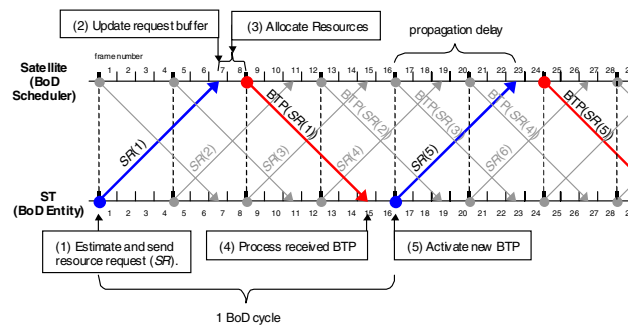 (2) Update request buffer
(3) Allocate Resources
propagation delay
frame number
Satellite
(BoD
Scheduler)
1 2 3 4 5 6 7 8 9 10 11 12 13 14 15 16 17 18 19 20 21 22 23 24 25 26 27 28 2
SR(1)
SR(2)
BTP(SR(1))
SR(3)
BTP(SR(2))
SR(4)
BTP(SR(3))
SR(5)
BTP(SR(4))
SR(6)
BTP(SR(5))
ST
(BoD Entity)
1 2 3 4 5 6 7 8 9 10 11 12 13 14 15 16 17 18 19 20 21 22 23 24 25 26 27 28 2
(1) Estimate and send
resource request (SR).
(4) Process received BTP
(5) Activate new BTP
1 BoD cycle